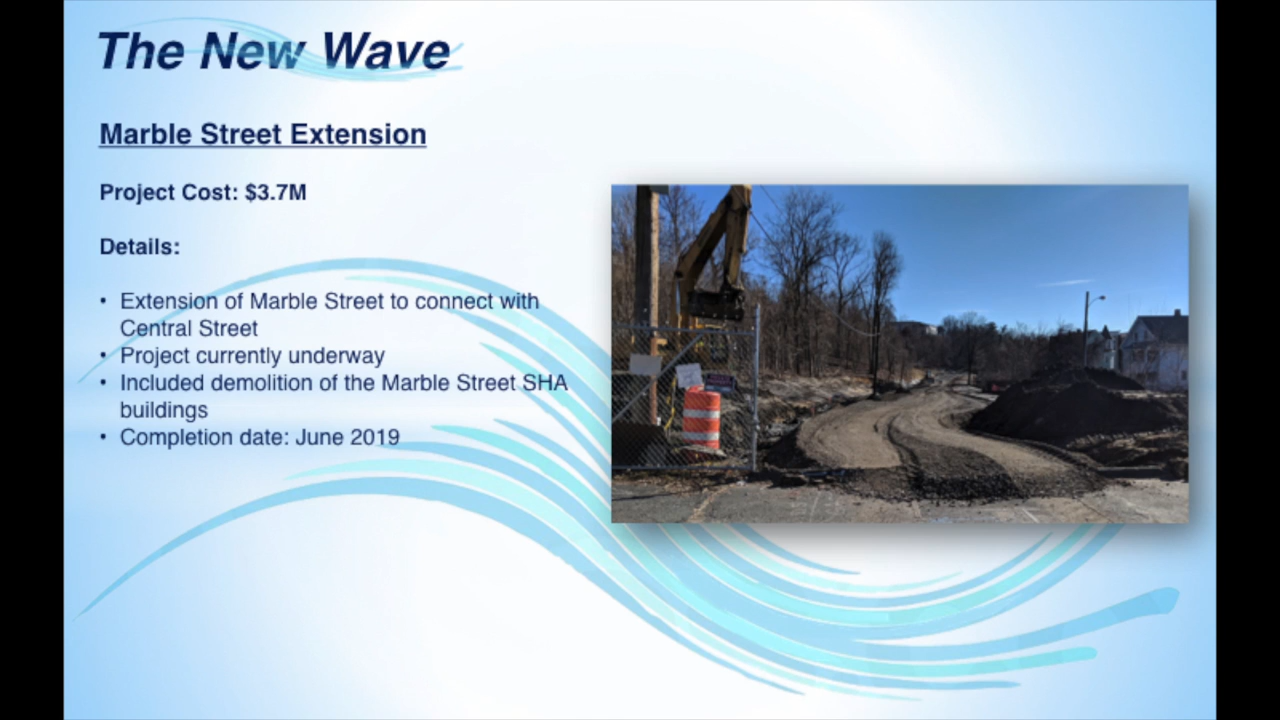 The New Wave
Marble Street Extension
Project Cost: $3.7M
Details:
• Extension of Marble Street to connect with
Central Street
• Project currently underway
• Included demolition of the Marble Street SHA
buildings
• Completion date: June 2019